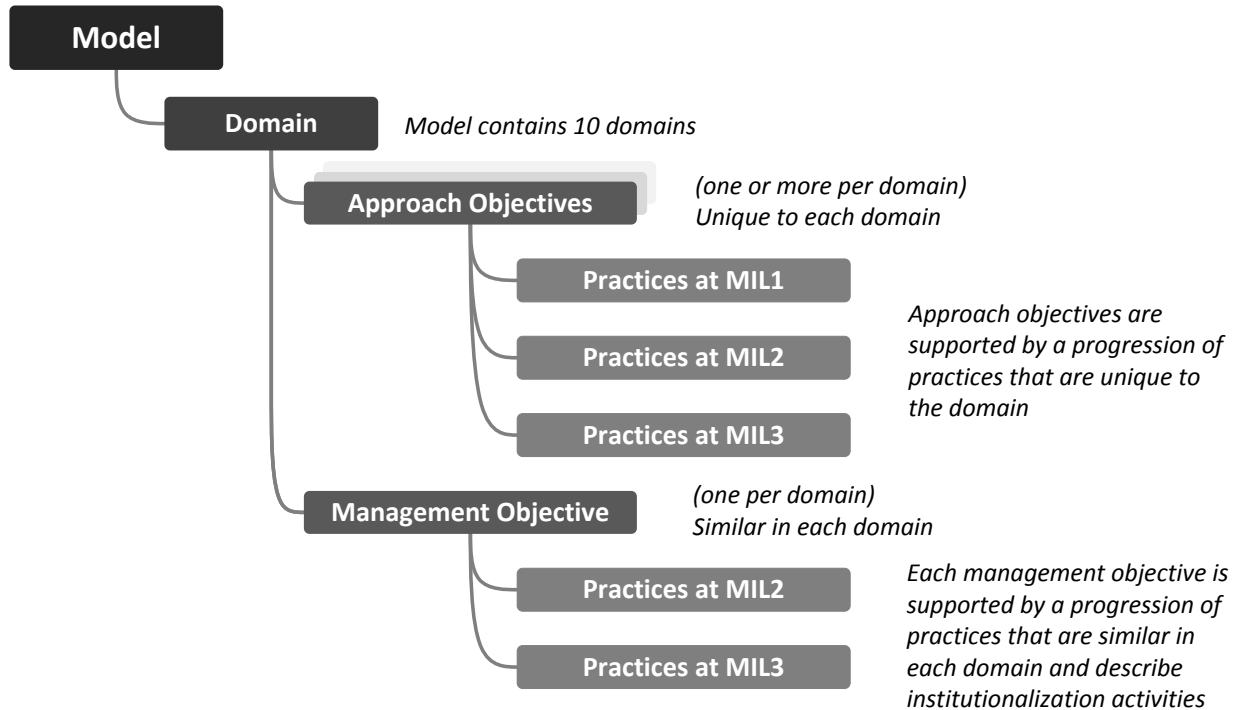 Model
Domain
Model contains 10 domains
Approach Objectives
(one or more per domain)
Unique to each domain
Practices at MIL1
Practices at MIL2
Practices at MIL3
Approach objectives are
supported by a progression of
practices that are unique to
the domain
Management Objective
(one per domain)
Similar in each domain
Practices at MIL2
Practices at MIL3
Each management objective is
supported by a progression of
practices that are similar in
each domain and describe
institutionalization activities